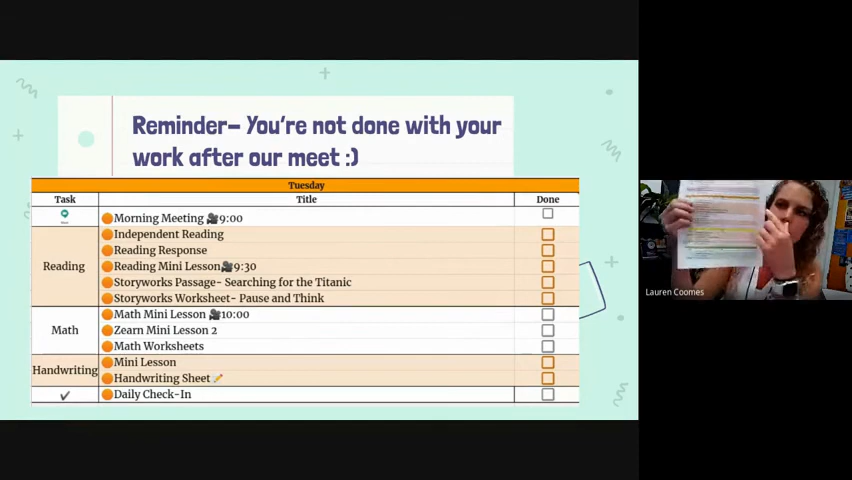 Reminder- You're not done with your
work after our meet :)
Tuesday
Task Title Done
Morning Meeting 9:00
Reading
Independent Reading
Reading Response
Reading Mini Lesson 9:30
Storyworks Passage- Searching for the Titanic
Storyworks Worksheet- Pause and Think
Math
Math Mini Lesson 10:00
Zearn Mini Lesson 2
Math Worksheets
Handwriting
Mini Lesson
Handwriting Sheet
Daily Check-In
Lauren Coomes